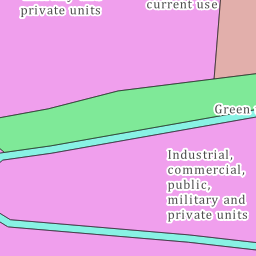 private units
current use
Green
Industrial,
commercial,
public,
military and
private units